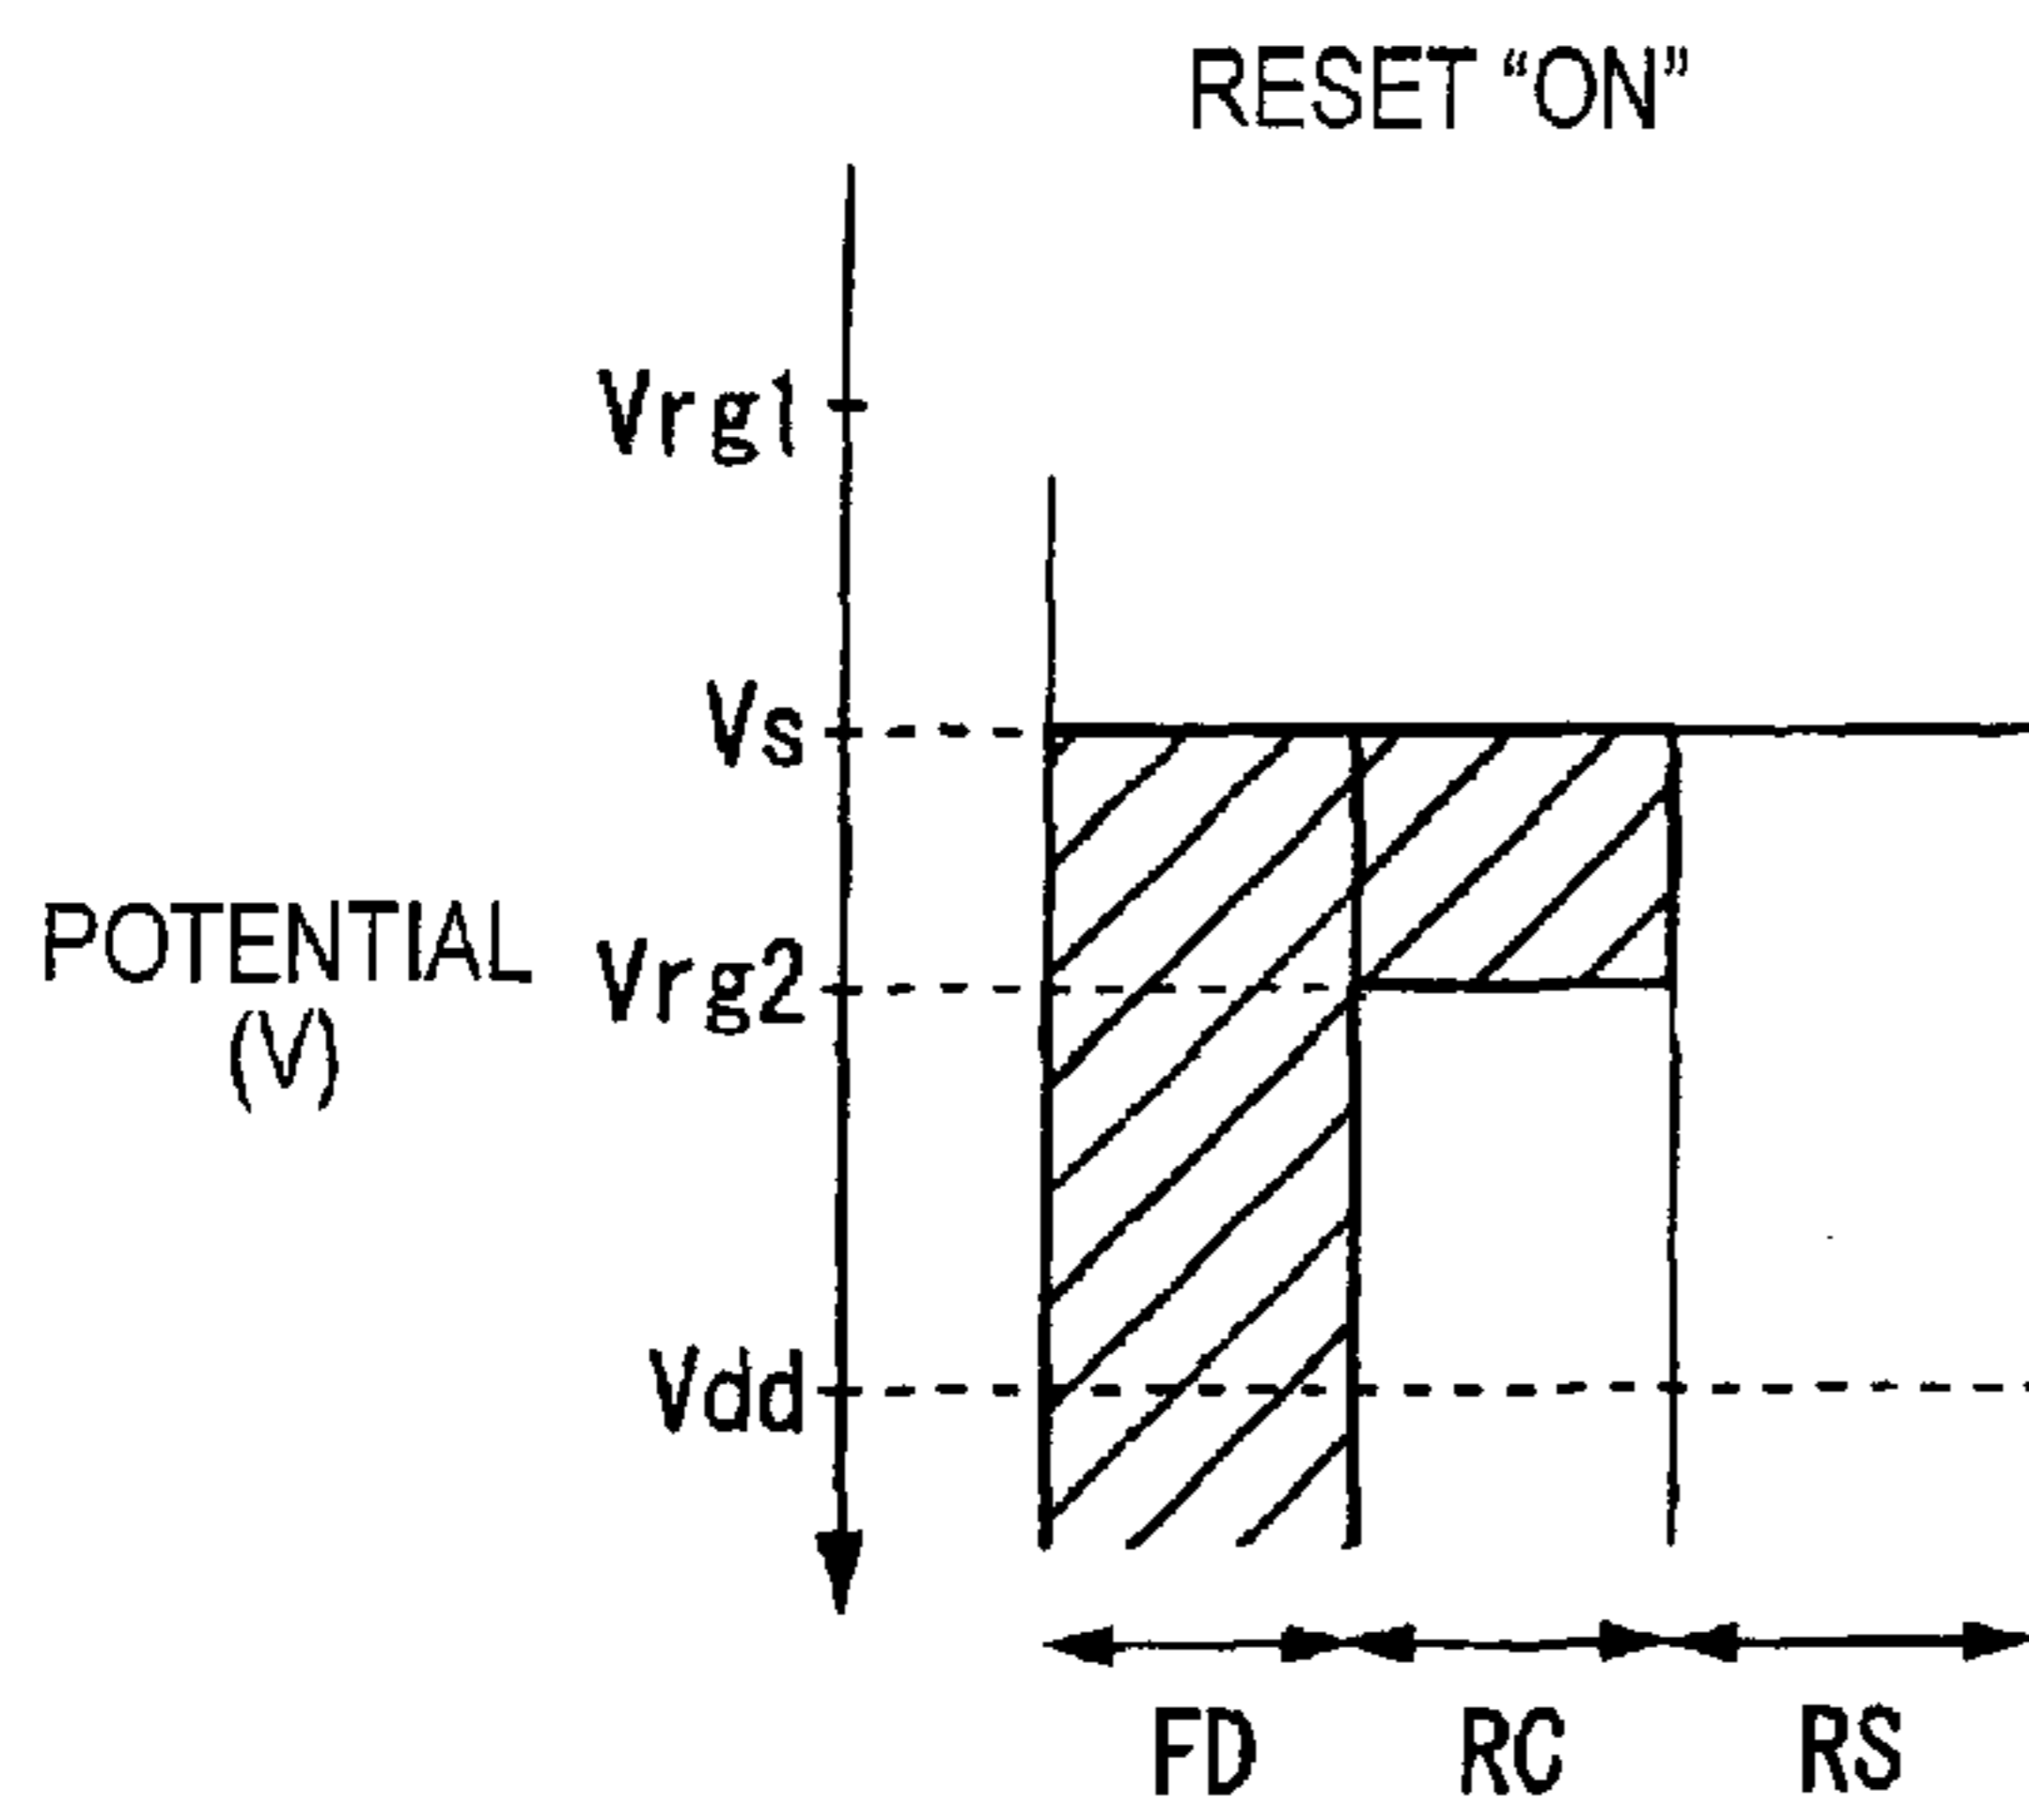 RESET “ON”
Vrg1
Vs
POTENTIAL
(V)
Vrg2
Vdd
FD RC RS